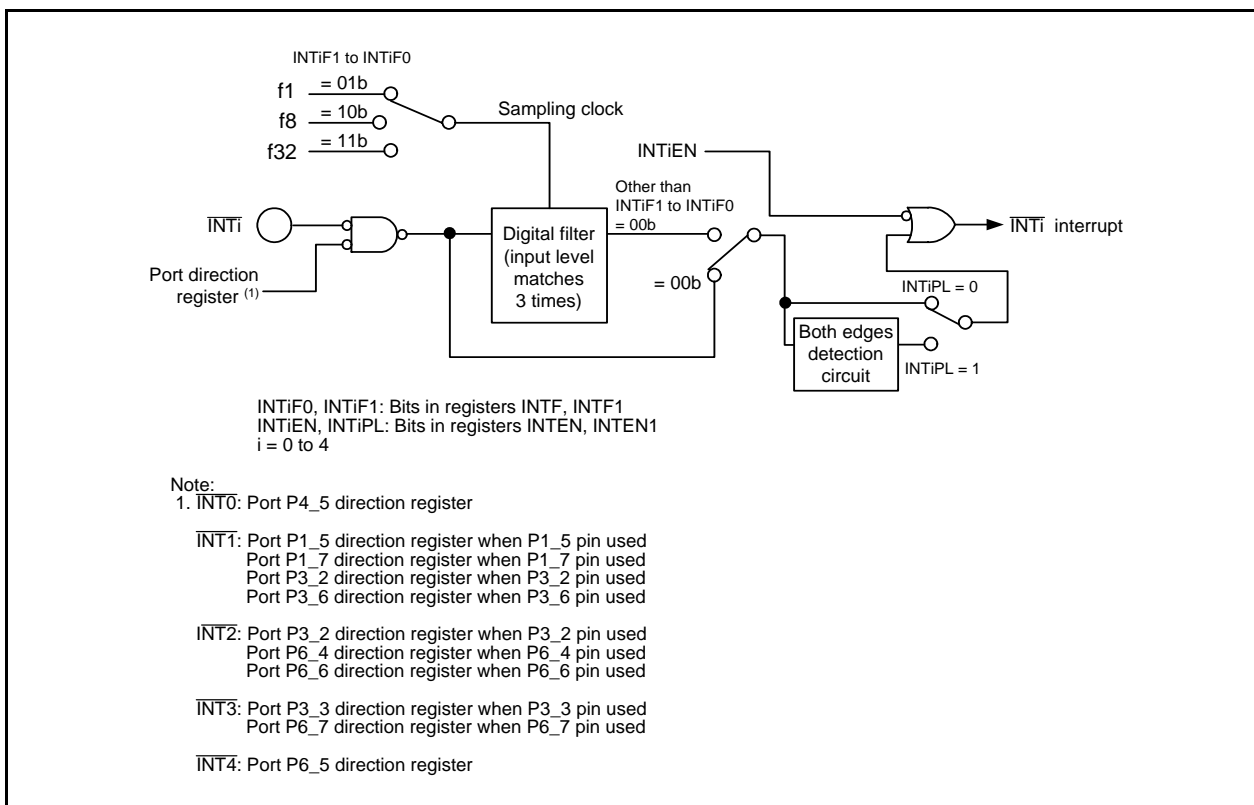 INTiF1 to INTiF0
f1
= 01b
f8
= 10b
f32
= 11b
Sampling clock
INTiEN
Other than
INTiF1 to INTiF0
= 00b
INTi
Digital filter
(input level
matches
3 times)
Port direction
register (1)
= 00b
INTi interrupt
INTiPL = 0
Both edges
detection
circuit
INTiPL = 1
INTiF0, INTiF1: Bits in registers INTF, INTF1
INTiEN, INTiPL: Bits in registers INTEN, INTEN1
i = 0 to 4
Note:
1. INT0: Port P4_5 direction register
INT1: Port P1_5 direction register when P1_5 pin used
Port P1_7 direction register when P1_7 pin used
Port P3_2 direction register when P3_2 pin used
Port P3_6 direction register when P3_6 pin used
INT2: Port P3_2 direction register when P3_2 pin used
Port P6_4 direction register when P6_4 pin used
Port P6_6 direction register when P6_6 pin used
INT3: Port P3_3 direction register when P3_3 pin used
Port P6_7 direction register when P6_7 pin used
INT4: Port P6_5 direction register